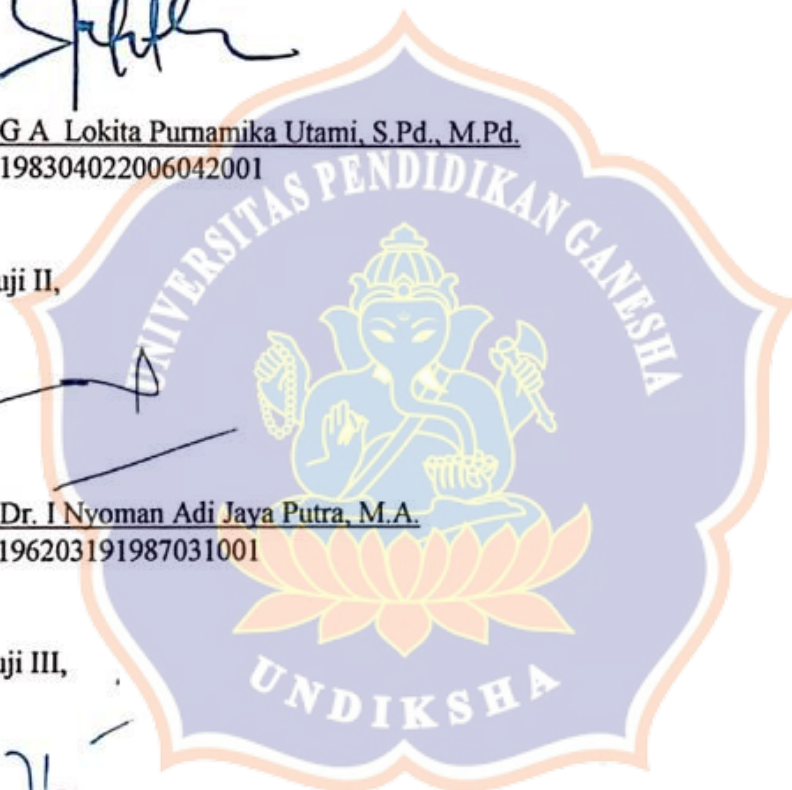 G A Lokita Purnamika Utami, S.Pd., M.Pd.
198304022006042001
uji II,
Dr. I Nyoman Adi Jaya Putra, M.A.
196203191987031001
uji III,
UNIVERSITAS PENDIDIKAN GANESHA
UNDIKSHA